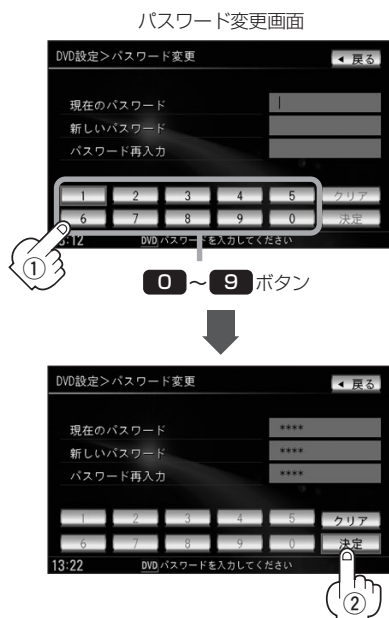 パスワード変更画面
DVD設定>パスワード変更
◀ 戻る
現在のパスワード
新しいパスワード
パスワード再入力
1 2 3 4 5 クリア
6 7 8 9 0 決定
3:12 DVD パスワードを入力してください
①
0 ～ 9 ボタン
DVD設定>パスワード変更
◀ 戻る
現在のパスワード ****
新しいパスワード ****
パスワード再入力 ****
1 2 3 4 5 クリア
6 7 8 9 0 決定
13:22 DVD パスワードを入力してください
②